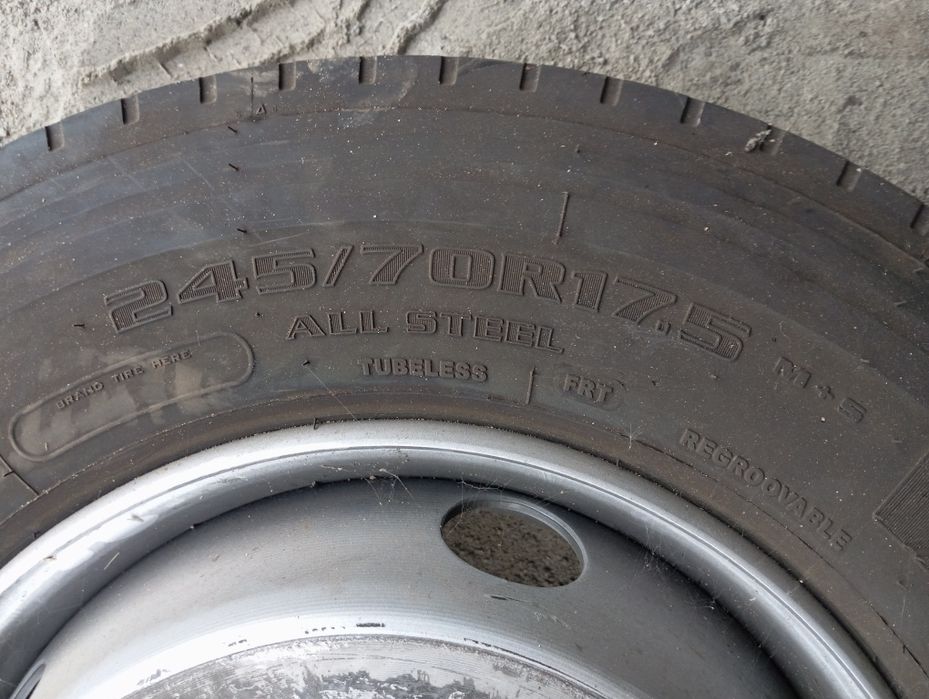 245/70R17,5
ALL STEEL
M + S
BRAND TIRE HERE
TUBELESS
FRT
REGROOVABLE